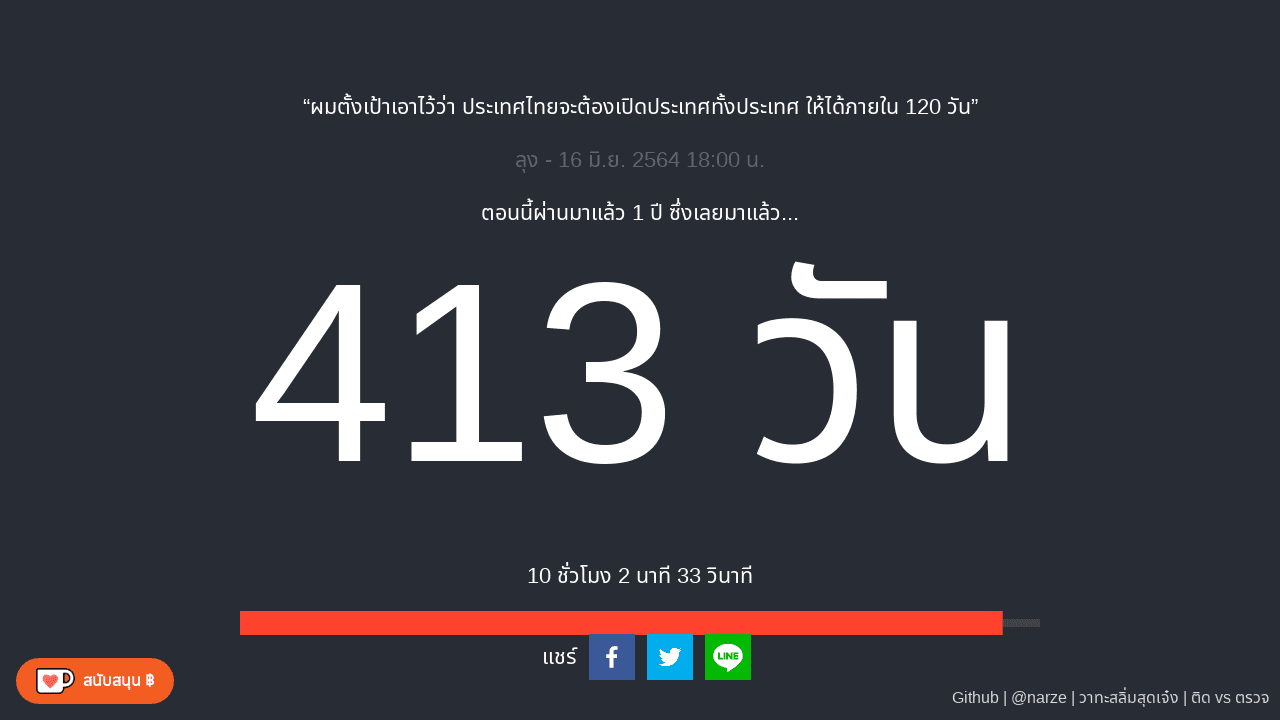 “ผมตั้งเป้าเอาไว้ว่า ประเทศไทยจะต้องเปิดประเทศทั้งประเทศ ให้ได้ภายใน 120 วัน”
ลุง - 16 มิ.ย. 2564 18:00 น.
ตอนนี้ผ่านมาแล้ว 1 ปี ซึ่งเลยมาแล้ว...
413 วัน
10 ชั่วโมง 2 นาที 33 วินาที
แชร์
LINE
สนับสนุน ฿
Github | @narze | วาทะสลิ่มสุดเจ๋ง | ติด vs ตรวจ